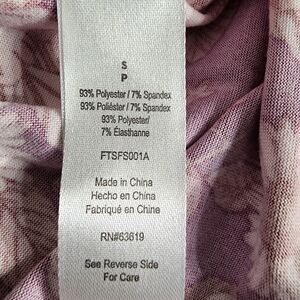 S
P
93% Polyester / 7% Spandex
93% Poliéster / 7% Spandex
93% Polyester/
7% Élasthanne
FTSFS001A
Made in China
Hecho en China
Fabriqué en Chine
RN#63619
See Reverse Side
For Care